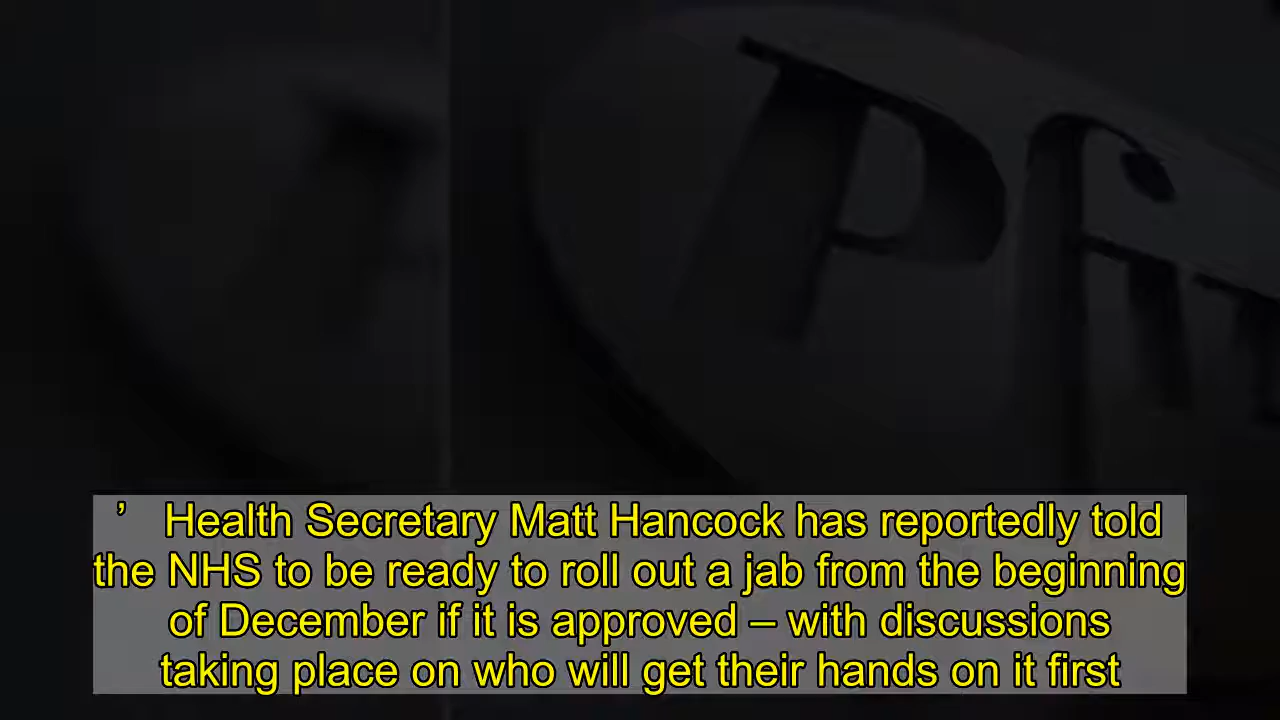 Pf
’ Health Secretary Matt Hancock has reportedly told
the NHS to be ready to roll out a jab from the beginning
of December if it is approved – with discussions
taking place on who will get their hands on it first